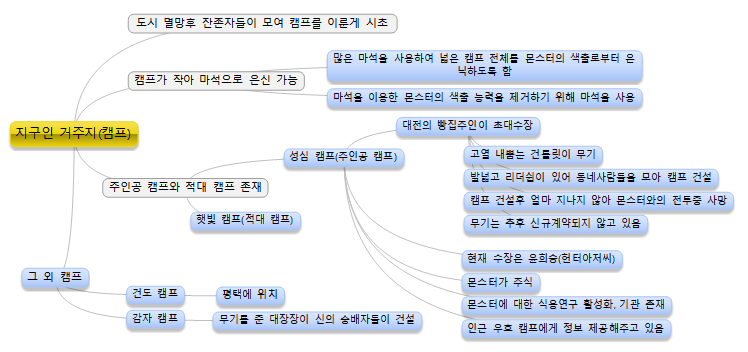 지구인 거주지(캠프)
도시 멸망후 잔존자들이 모여 캠프를 이룬게 시초
캠프가 작아 마석으로 은신 가능
많은 마석을 사용하여 넓은 캠프 전체를 몬스터의 색출로부터 은
닉하도록 함
마석을 이용한 몬스터의 색출 능력을 제거하기 위해 마석을 사용
주인공 캠프와 적대 캠프 존재
성심 캠프(주인공 캠프)
대전의 빵집주인이 초대수장
고열 내뿜는 건틀릿이 무기
발넓고 리더쉽이 있어 동네사람들을 모아 캠프 건설
캠프 건설후 얼마 지나지 않아 몬스터와의 전투중 사망
무기는 추후 신규계약되지 않고 있음
현재 수장은 윤희승(헌터아저씨)
몬스터가 주식
몬스터에 대한 식용연구 활성화, 기관 존재
인근 우호 캠프에게 정보 제공해주고 있음
햇빛 캠프(적대 캠프)
그 외 캠프
건도 캠프
평택에 위치
감자 캠프
무기를 준 대장장이 신의 숭배자들이 건설